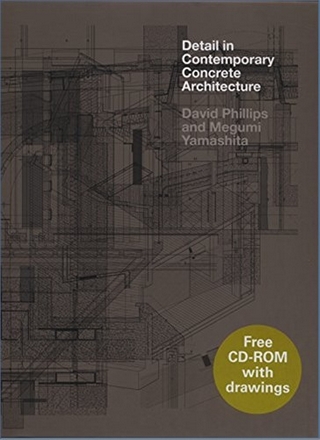 Detail in
Contemporary
Concrete
Architecture
David Phillips
and Megumi
Yamashita
Free
CD-ROM
with
drawings